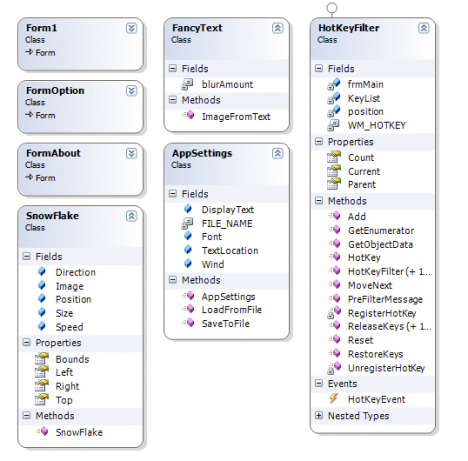 Form1
Class
Form
FormOption
Class
Form
FormAbout
Class
Form
SnowFlake
Class
Fields
Direction
Image
Position
Size
Speed
Properties
Bounds
Left
Right
Top
Methods
SnowFlake
FancyText
Class
Fields
blurAmount
Methods
ImageFromText
AppSettings
Class
Fields
DisplayText
FILE_NAME
Font
TextLocation
Wind
Methods
AppSettings
LoadFromFile
SaveToFile
HotKeyFilter
Class
Fields
frmMain
KeyList
position
WM_HOTKEY
Properties
Count
Current
Parent
Methods
Add
GetEnumerator
GetObjectData
HotKey
HotKeyFilter (+ 1...
MoveNext
PreFilterMessage
RegisterHotKey
ReleaseKeys (+ 1...
Reset
RestoreKeys
UnregisterHotKey
Events
HotKeyEvent
Nested Types